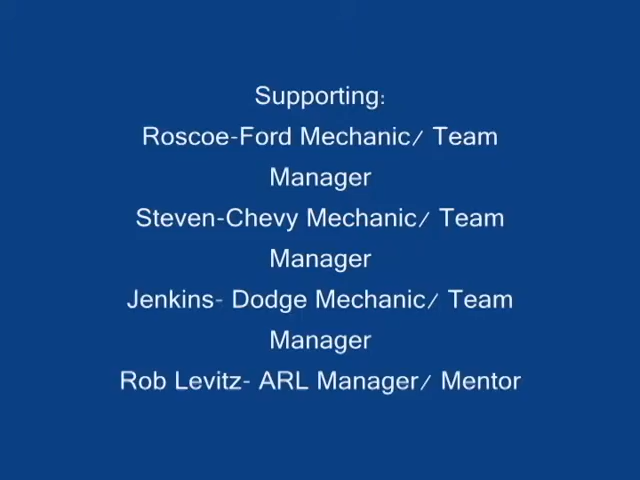 Supporting:
Roscoe-Ford Mechanic/ Team
Manager
Steven-Chevy Mechanic/ Team
Manager
Jenkins- Dodge Mechanic/ Team
Manager
Rob Levitz- ARL Manager/ Mentor